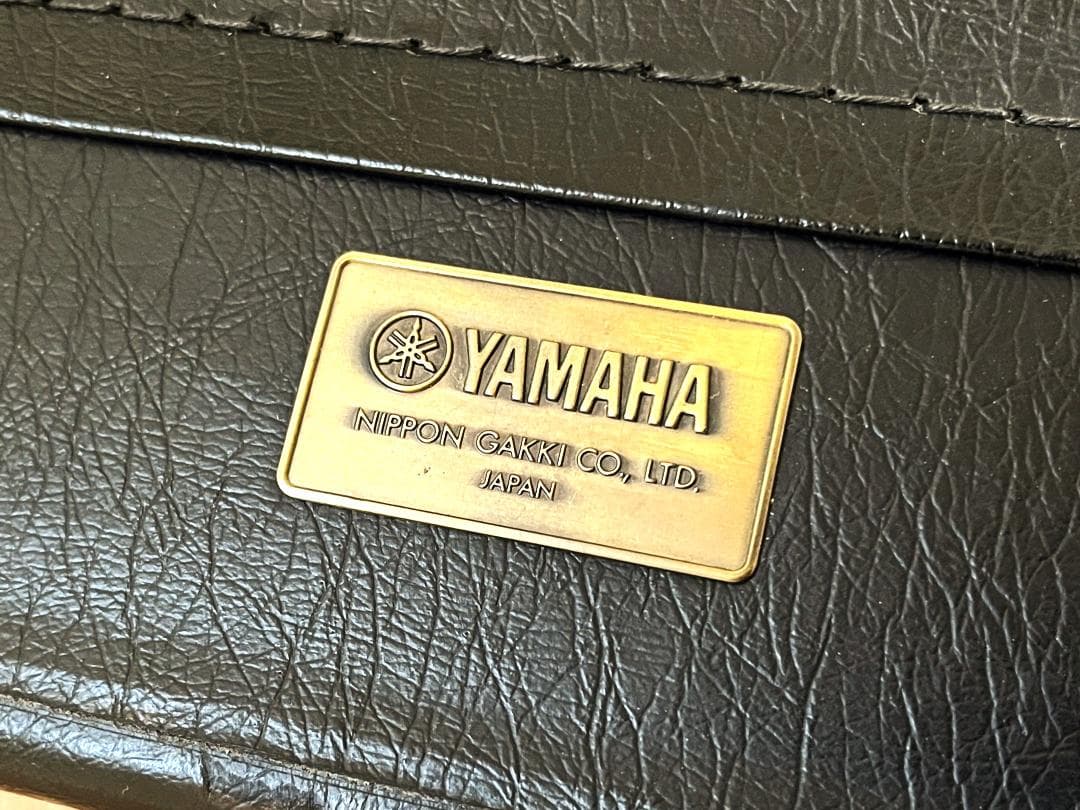 YAMAHA
NIPPON GAKKI CO., LTD.
JAPAN